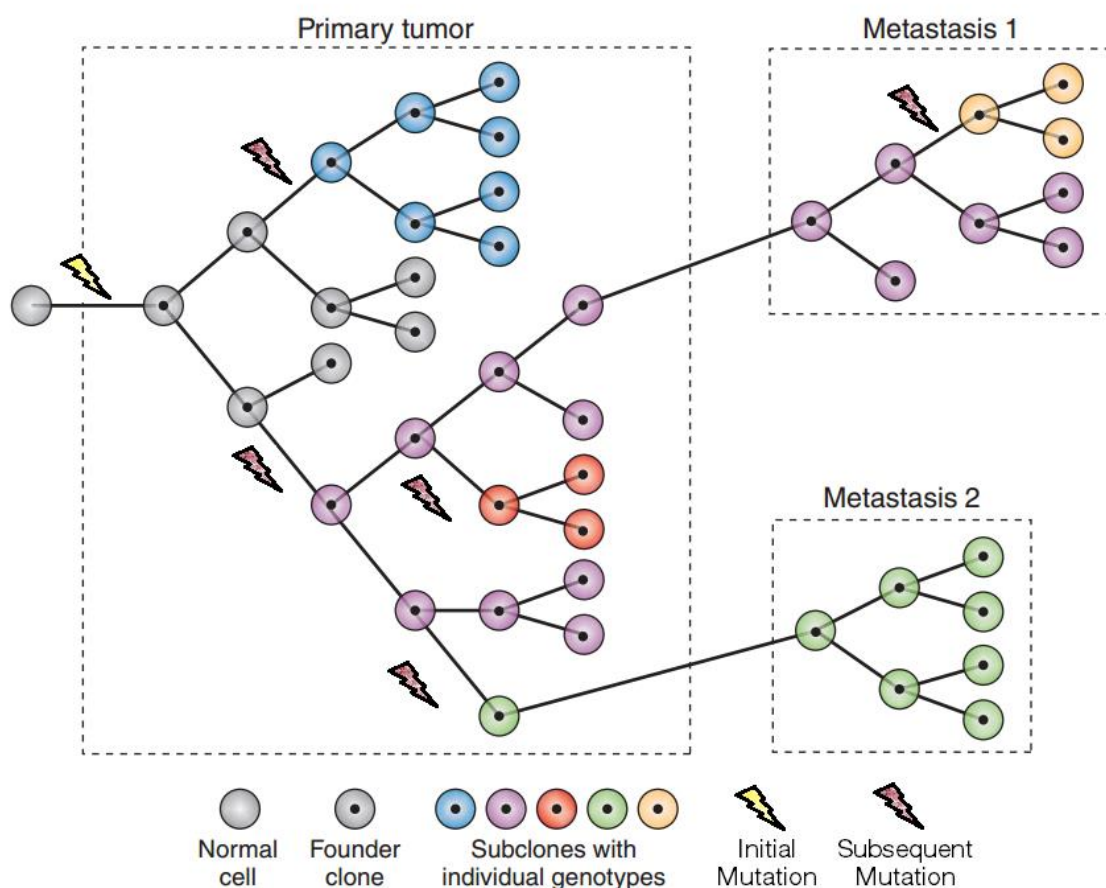 Primary tumor
Metastasis 1
Metastasis 2
Normal
cell
Founder
clone
Subclones with
individual genotypes
Initial
Mutation
Subsequent
Mutation